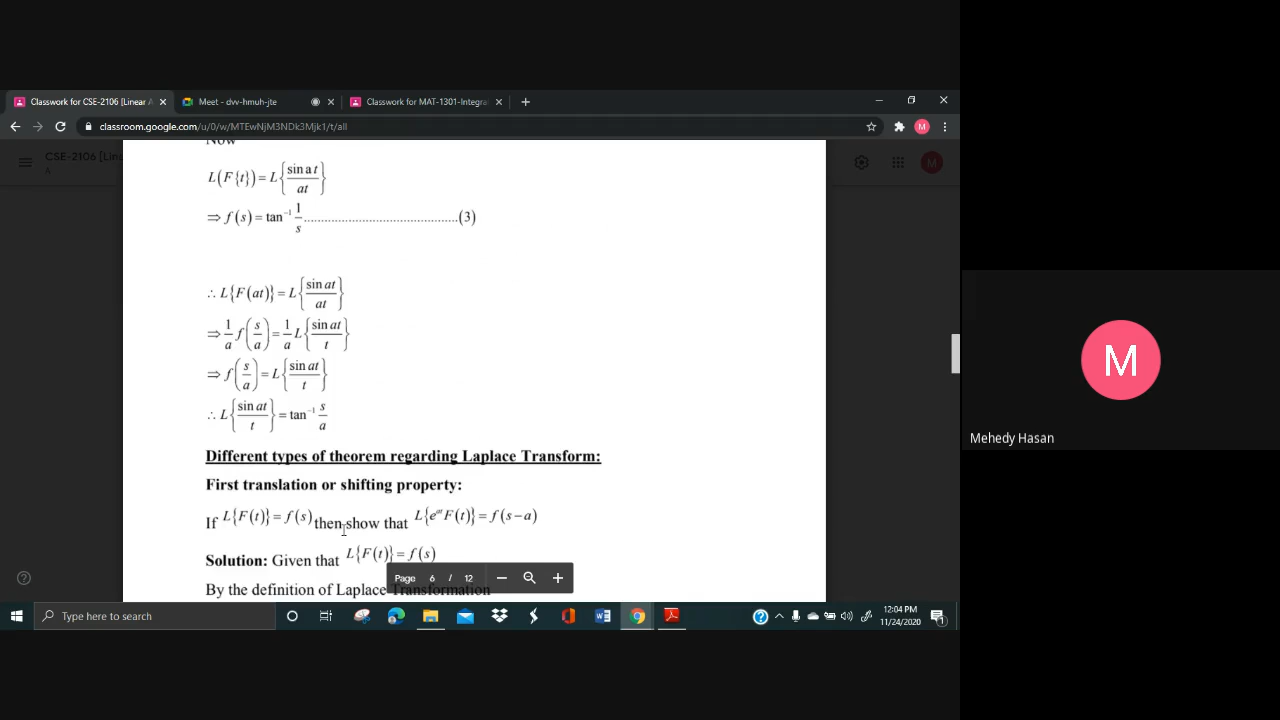 Classwork for CSE-2106 [Linear A
Meet - dvv-hmuh-jte
Classwork for MAT-1301-Integra
classroom.google.com/u/0/w/MTEwNjM3NDk3Mjk1/t/all
M
CSE-2106 [Lin
A
M
Now
L(F{t}) = L{sin a t / at}
⇒ f(s) = tan⁻¹ 1/s ..........................................(3)
∴ L{F(at)} = L{sin at / at}
⇒ 1/a f(s/a) = 1/a L{sin at / t}
⇒ f(s/a) = L{sin at / t}
∴ L{sin at / t} = tan⁻¹ s/a
Different types of theorem regarding Laplace Transform:
First translation or shifting property:
If L{F(t)} = f(s) then show that L{eᵃᵗF(t)} = f(s−a)
Solution: Given that L{F(t)} = f(s)
By the definition of Laplace Transformation
Page 6 / 12
M
Mehedy Hasan
Type here to search
12:04 PM
11/24/2020
1